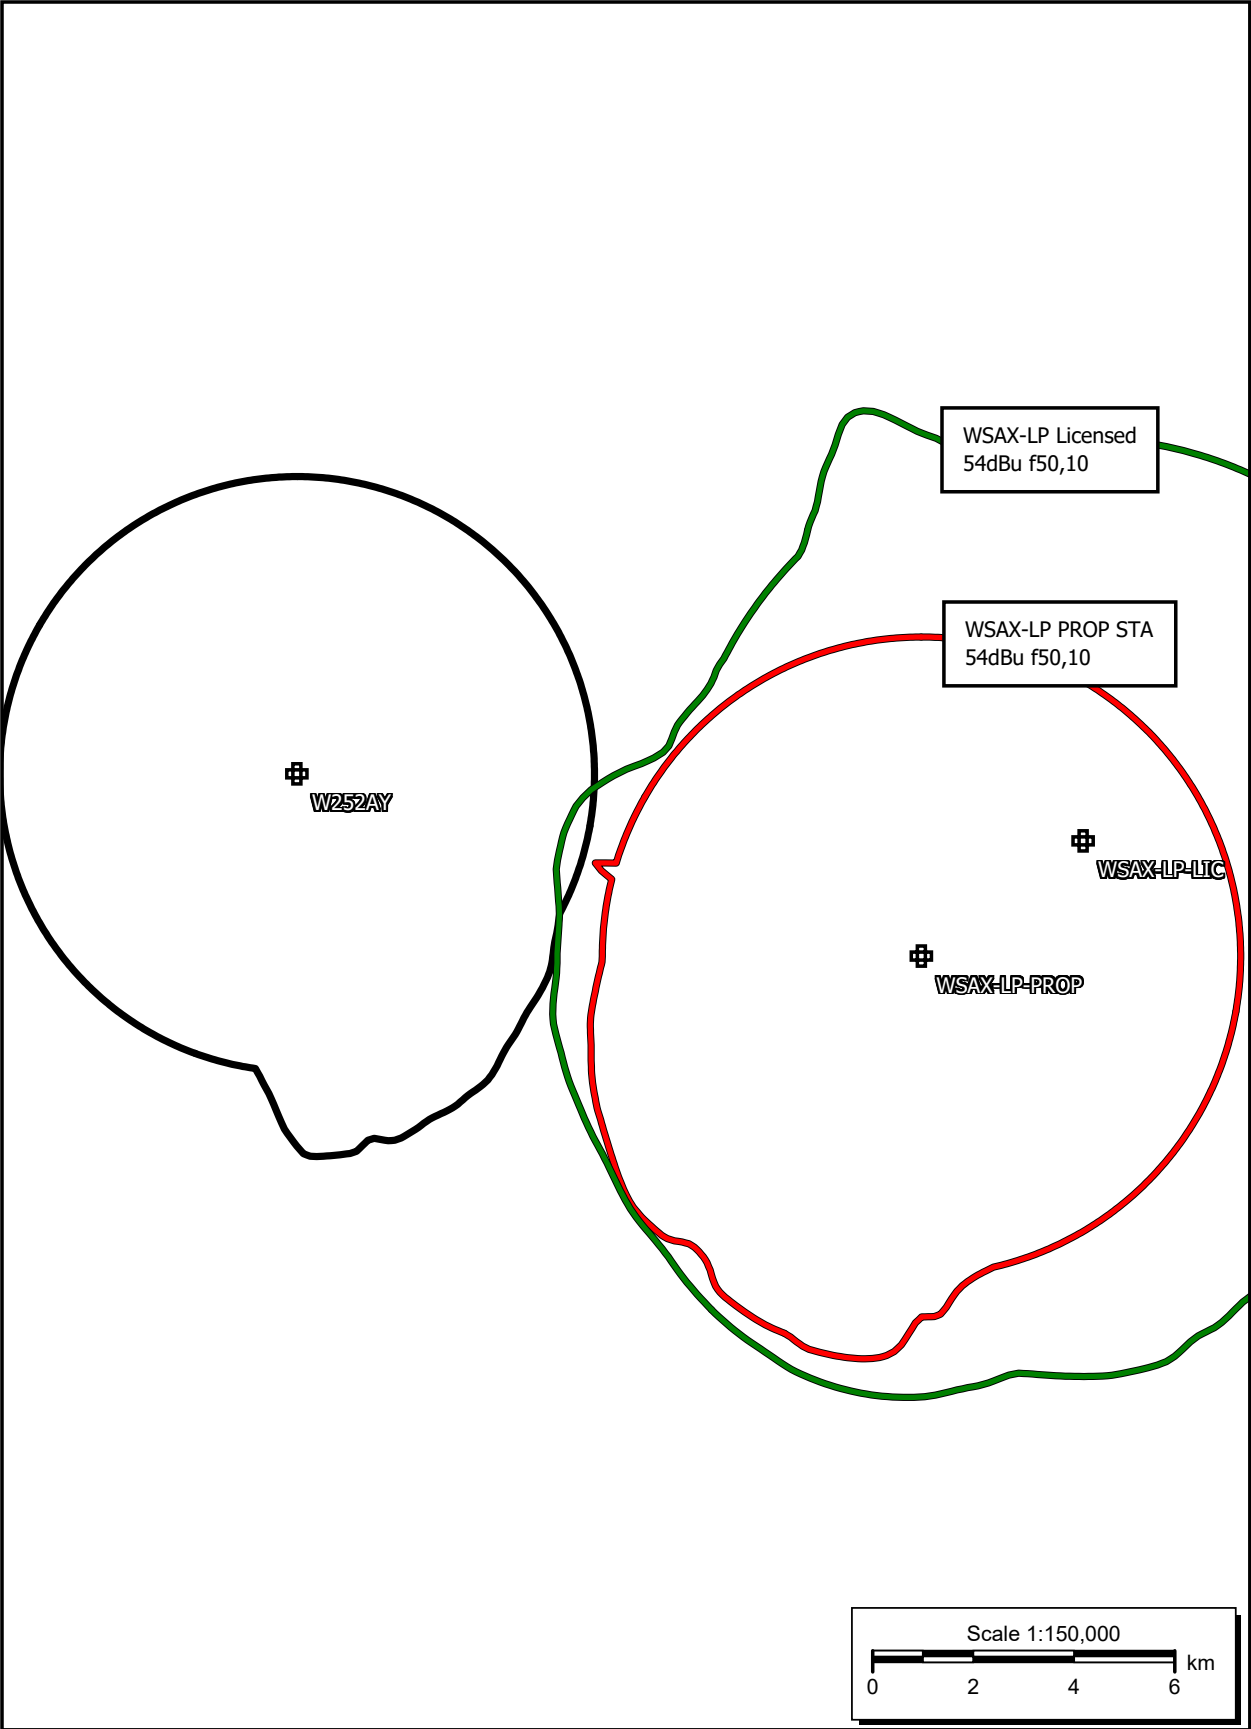 WSAX-LP Licensed
54dBu f50,10
WSAX-LP PROP STA
54dBu f50,10
W252AY
WSAX-LP-LIC
WSAX-LP-PROP
Scale 1:150,000
km
0 2 4 6